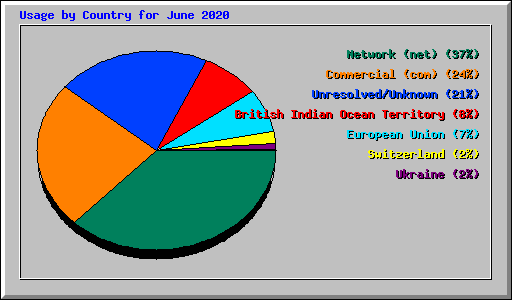 Usage by Country for June 2020
Network (net) (37%)
Commercial (com) (24%)
Unresolved/Unknown (21%)
British Indian Ocean Territory (8%)
European Union (7%)
Switzerland (2%)
Ukraine (2%)